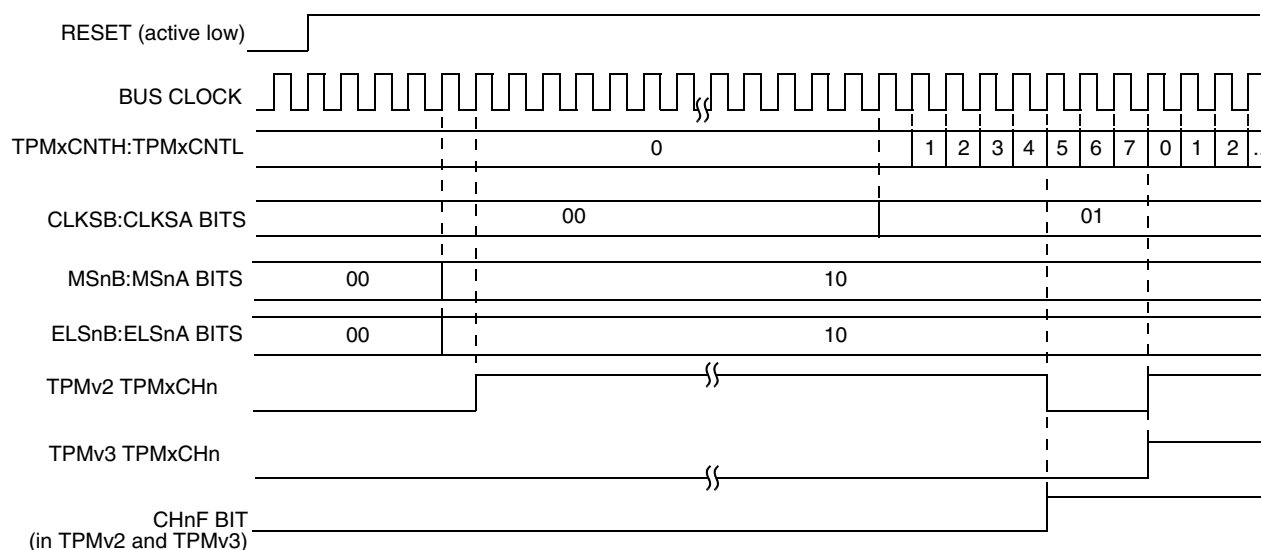 RESET (active low)
BUS CLOCK
TPMxCNTH:TPMxCNTL 0 1 2 3 4 5 6 7 0 1 2 ..
CLKSB:CLKSA BITS 00 01
MSnB:MSnA BITS 00 10
ELSnB:ELSnA BITS 00 10
TPMv2 TPMxCHn
TPMv3 TPMxCHn
CHnF BIT
(in TPMv2 and TPMv3)